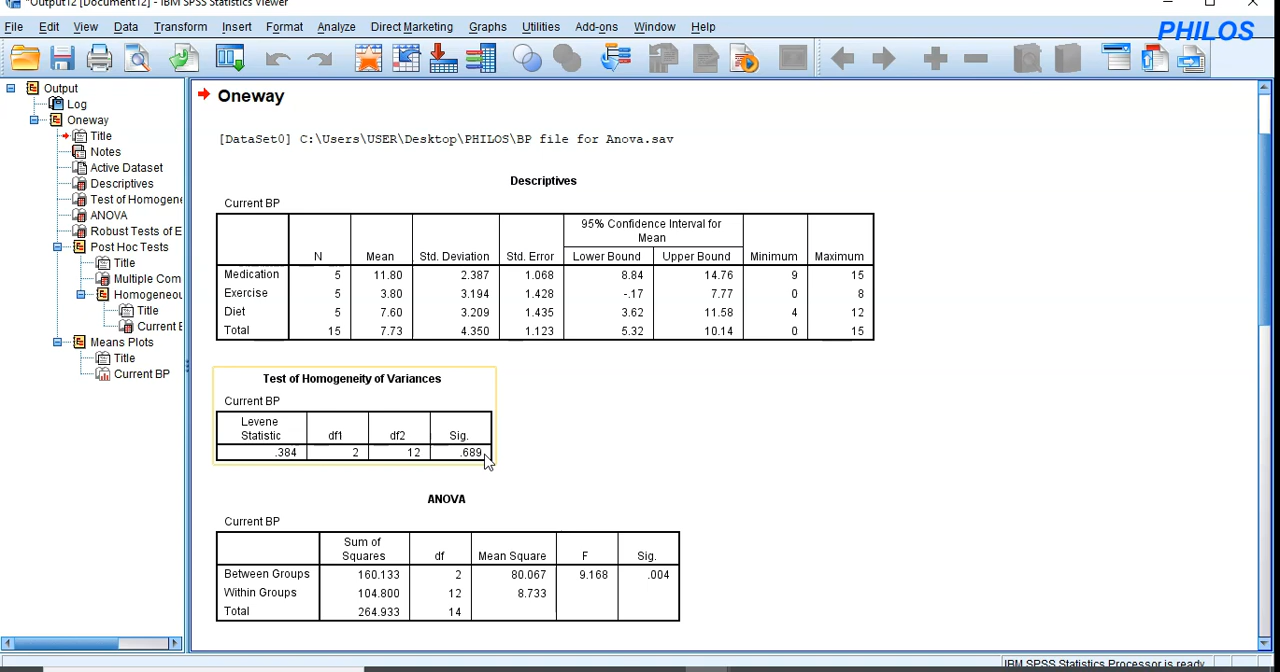 *Output12 [Document12] - IBM SPSS Statistics Viewer
File Edit View Data Transform Insert Format Analyze Direct Marketing Graphs Utilities Add-ons Window Help
PHILOS
Output
Log
Oneway
Title
Notes
Active Dataset
Descriptives
Test of Homogene
ANOVA
Robust Tests of E
Post Hoc Tests
Title
Multiple Com
Homogeneou
Title
Current E
Means Plots
Title
Current BP
Oneway
[DataSet0] C:\Users\USER\Desktop\PHILOS\BP file for Anova.sav
Descriptives
Current BP
95% Confidence Interval for Mean
N Mean Std. Deviation Std. Error Lower Bound Upper Bound Minimum Maximum
Medication 5 11.80 2.387 1.068 8.84 14.76 9 15
Exercise 5 3.80 3.194 1.428 -.17 7.77 0 8
Diet 5 7.60 3.209 1.435 3.62 11.58 4 12
Total 15 7.73 4.350 1.123 5.32 10.14 0 15
Test of Homogeneity of Variances
Current BP
Levene Statistic df1 df2 Sig.
.384 2 12 .689
ANOVA
Current BP
Sum of Squares df Mean Square F Sig.
Between Groups 160.133 2 80.067 9.168 .004
Within Groups 104.800 12 8.733
Total 264.933 14
IBM SPSS Statistics Processor is ready